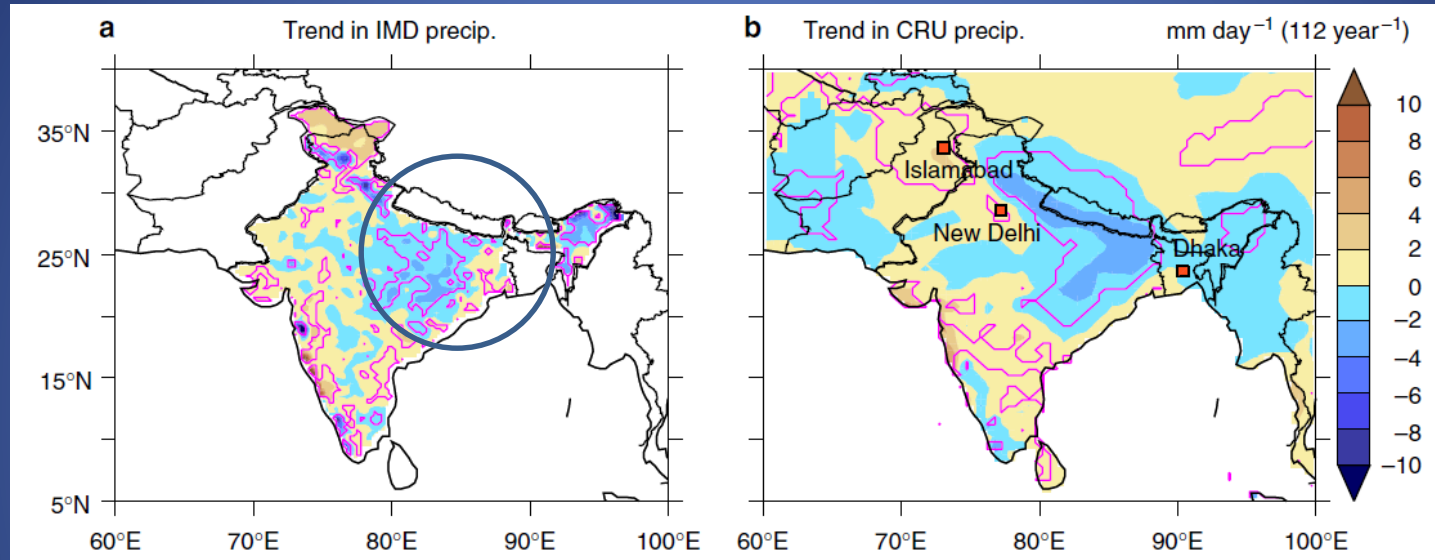 a Trend in IMD precip.
35°N
25°N
15°N
5°N
60°E 70°E 80°E 90°E 100°E
b Trend in CRU precip. mm day⁻¹ (112 year⁻¹)
Islamabad
New Delhi
Dhaka
60°E 70°E 80°E 90°E 100°E
10
8
6
4
2
0
−2
−4
−6
−8
−10